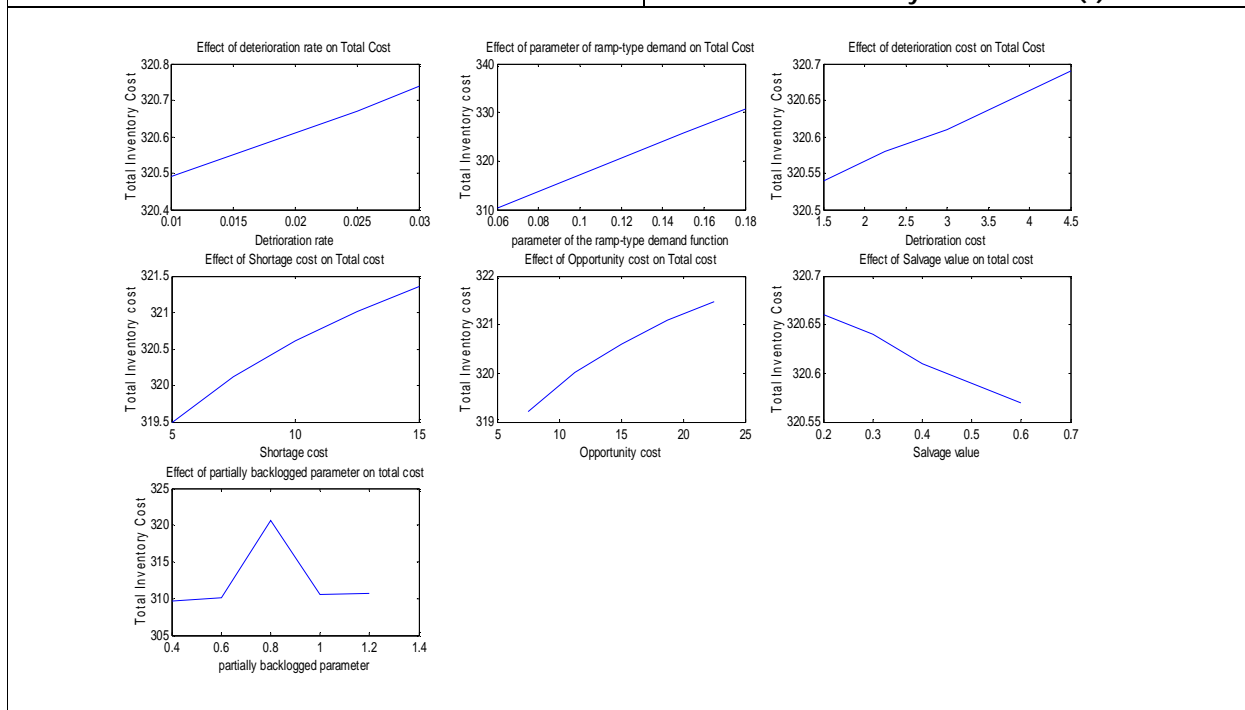 Effect of deterioration rate on Total Cost
Total Inventory Cost
320.8
320.7
320.6
320.5
320.4
0.01 0.015 0.02 0.025 0.03
Detrioration rate
Effect of parameter of ramp-type demand on Total Cost
Total Inventory cost
340
330
320
310
0.06 0.08 0.1 0.12 0.14 0.16 0.18
parameter of the ramp-type demand function
Effect of deterioration cost on Total Cost
Total Inventory Cost
320.7
320.65
320.6
320.55
320.5
1.5 2 2.5 3 3.5 4 4.5
Detrioration cost
Effect of Shortage cost on Total cost
Total Inventory cost
321.5
321
320.5
320
319.5
5 10 15
Shortage cost
Effect of Opportunity cost on Total cost
Total Inventory cost
322
321
320
319
5 10 15 20 25
Opportunity cost
Effect of Salvage value on total cost
Total Inventory Cost
320.7
320.65
320.6
320.55
0.2 0.3 0.4 0.5 0.6 0.7
Salvage value
Effect of partially backlogged parameter on total cost
Total Inventory Cost
325
320
315
310
305
0.4 0.6 0.8 1 1.2 1.4
partially backlogged parameter